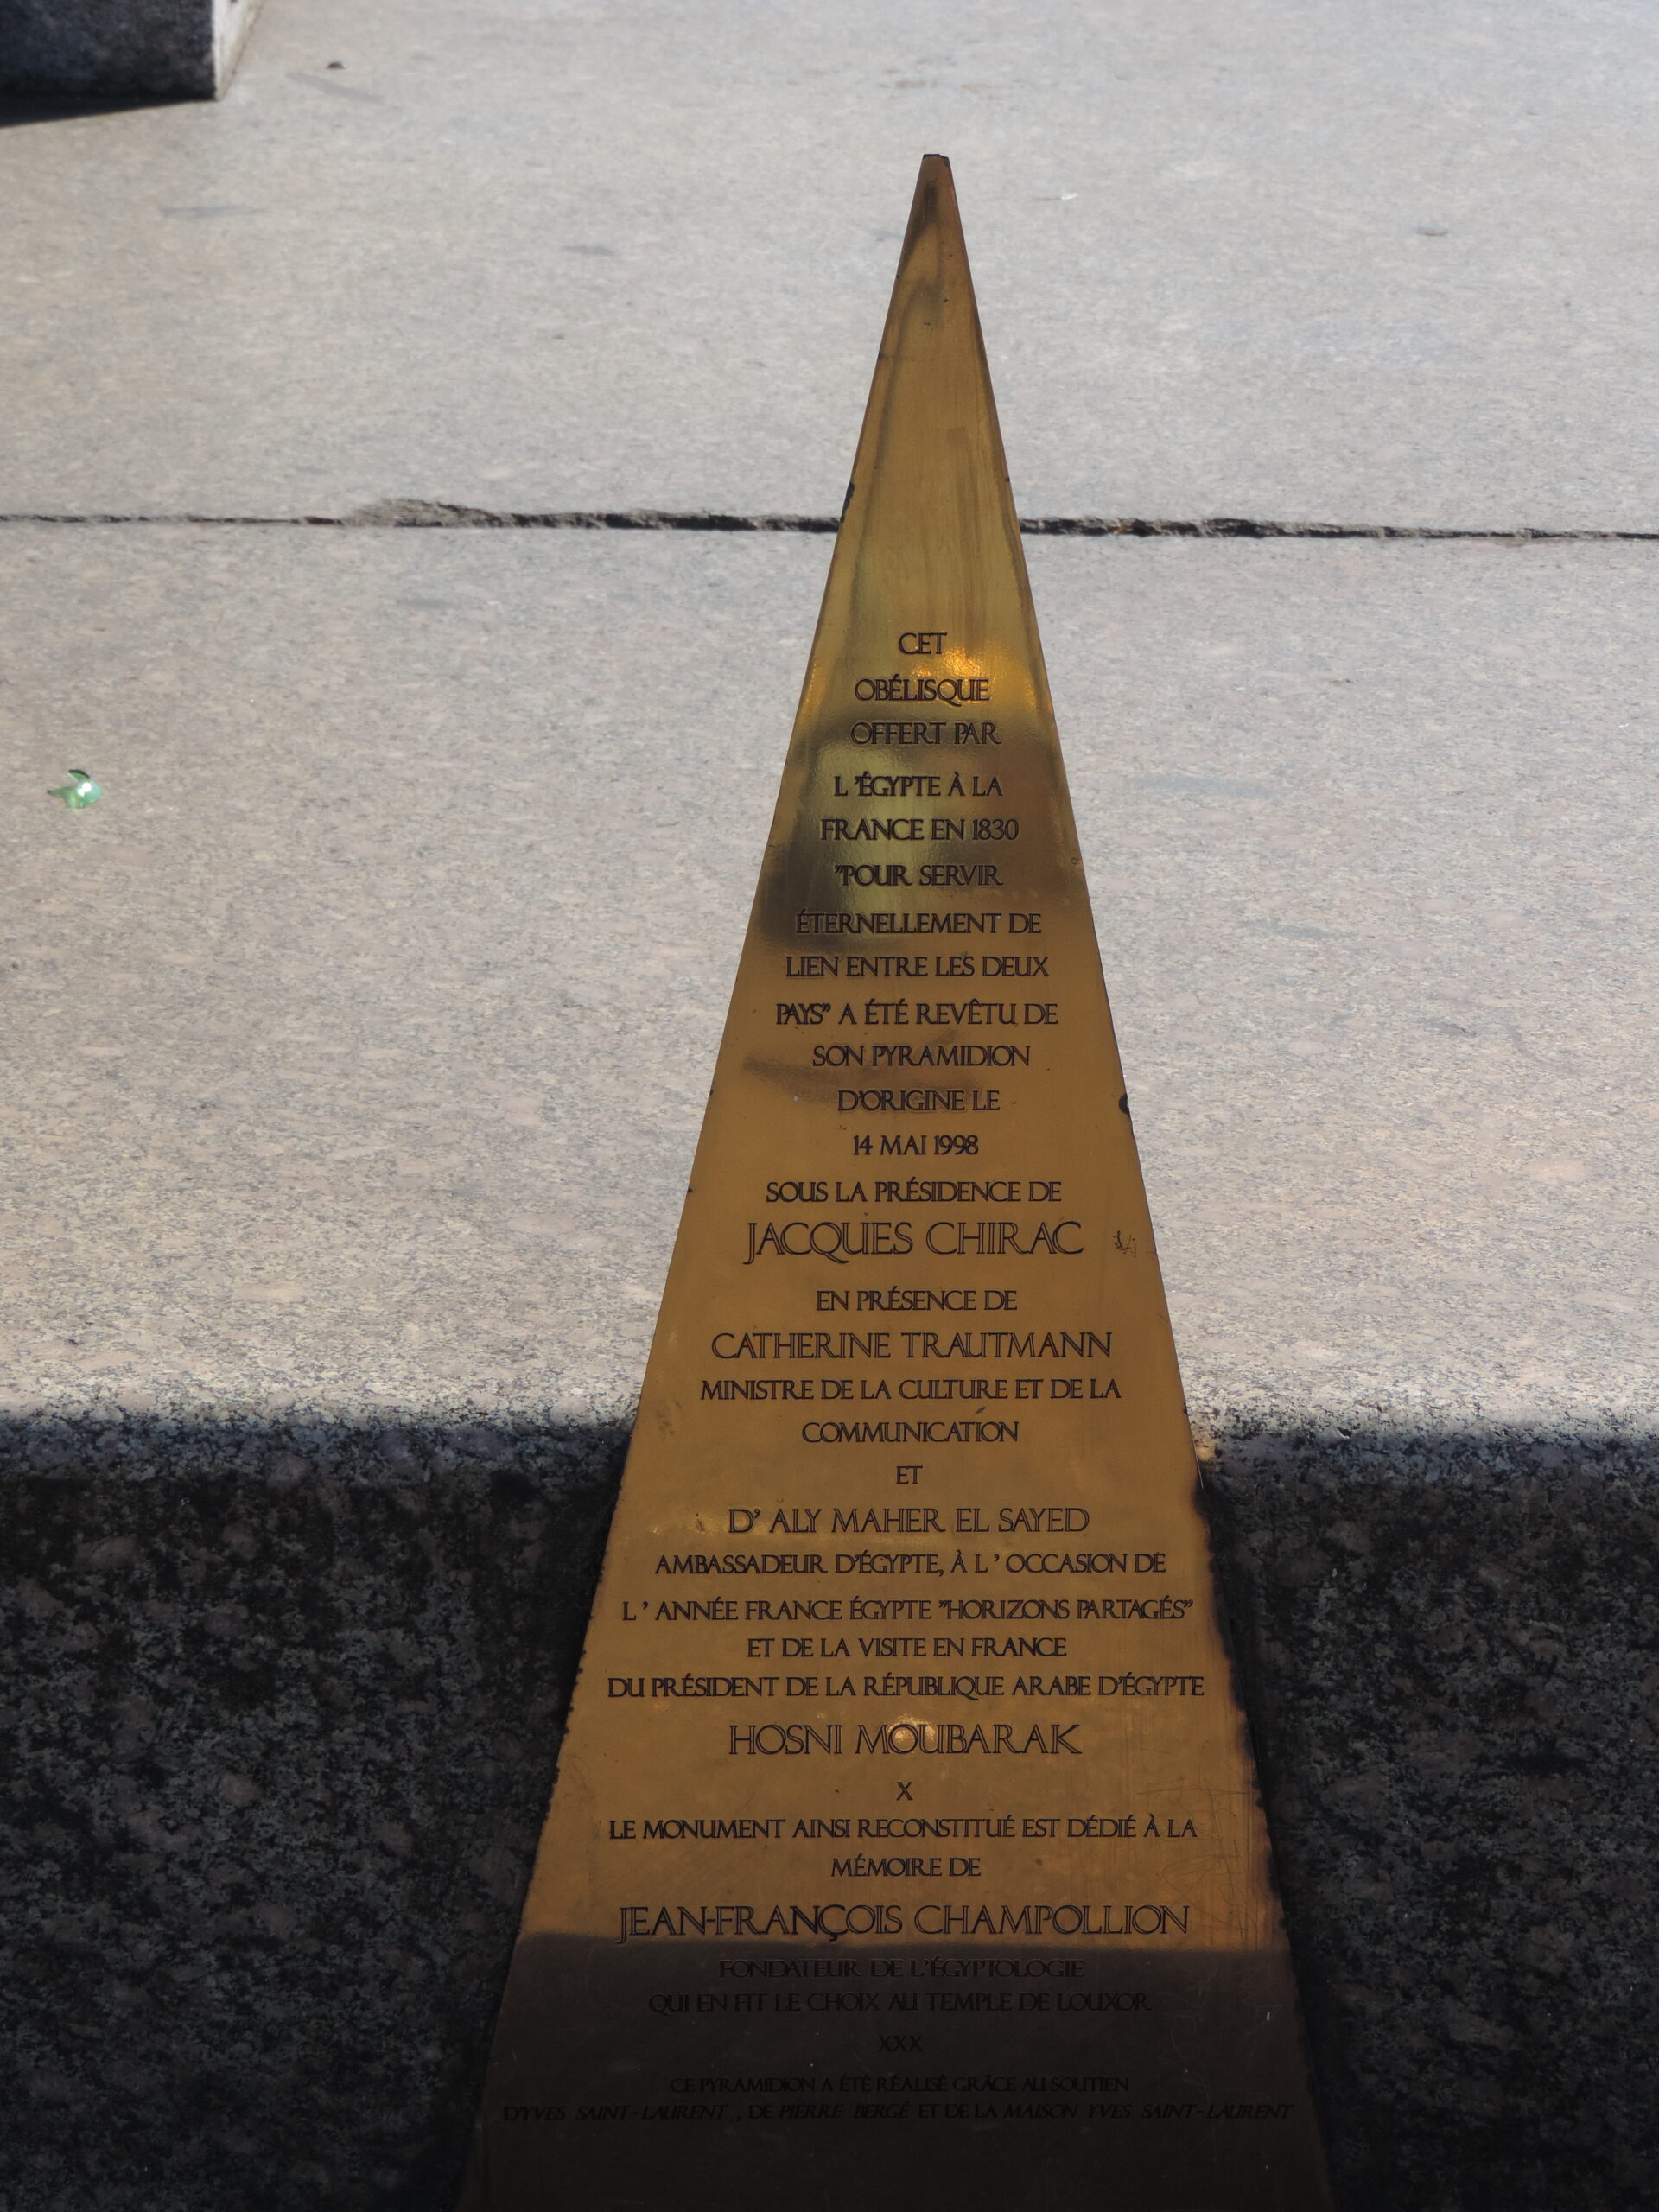 CET
OBÉLISQUE
OFFERT PAR
L'ÉGYPTE À LA
FRANCE EN 1830
"POUR SERVIR
ÉTERNELLEMENT DE
LIEN ENTRE LES DEUX
PAYS" A ÉTÉ REVÊTU DE
SON PYRAMIDION
D'ORIGINE LE
14 MAI 1998
SOUS LA PRÉSIDENCE DE
JACQUES CHIRAC
EN PRÉSENCE DE
CATHERINE TRAUTMANN
MINISTRE DE LA CULTURE ET DE LA
COMMUNICATION
ET
D' ALY MAHER EL SAYED
AMBASSADEUR D'ÉGYPTE, À L ' OCCASION DE
L ' ANNÉE FRANCE ÉGYPTE "HORIZONS PARTAGÉS"
ET DE LA VISITE EN FRANCE
DU PRÉSIDENT DE LA RÉPUBLIQUE ARABE D'ÉGYPTE
HOSNI MOUBARAK
X
LE MONUMENT AINSI RECONSTITUÉ EST DÉDIÉ À LA
MÉMOIRE DE
JEAN-FRANÇOIS CHAMPOLLION
FONDATEUR DE L'ÉGYPTOLOGIE
QUI EN FIT LE CHOIX AU TEMPLE DE LOUXOR
XXX
CE PYRAMIDION A ÉTÉ RÉALISÉ GRÂCE AU SOUTIEN
D'YVES SAINT-LAURENT , DE PIERRE BERGÉ ET DE LA MAISON YVES SAINT-LAURENT